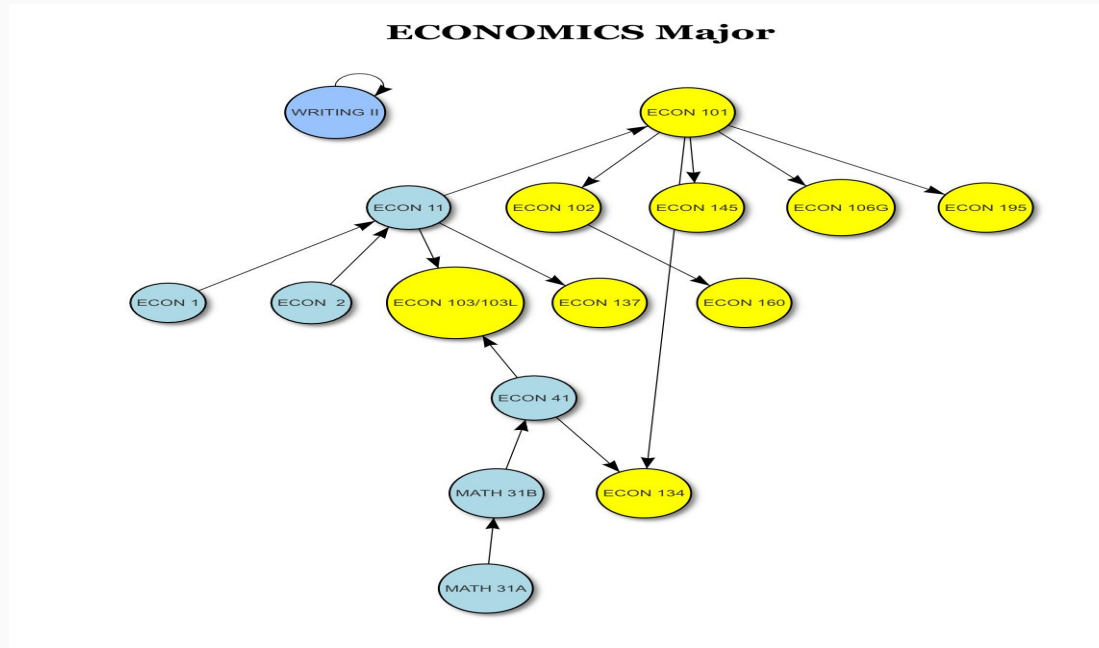 ECONOMICS Major
WRITING II
ECON 101
ECON 11
ECON 102
ECON 145
ECON 106G
ECON 195
ECON 1
ECON 2
ECON 103/103L
ECON 137
ECON 160
ECON 41
MATH 31B
ECON 134
MATH 31A